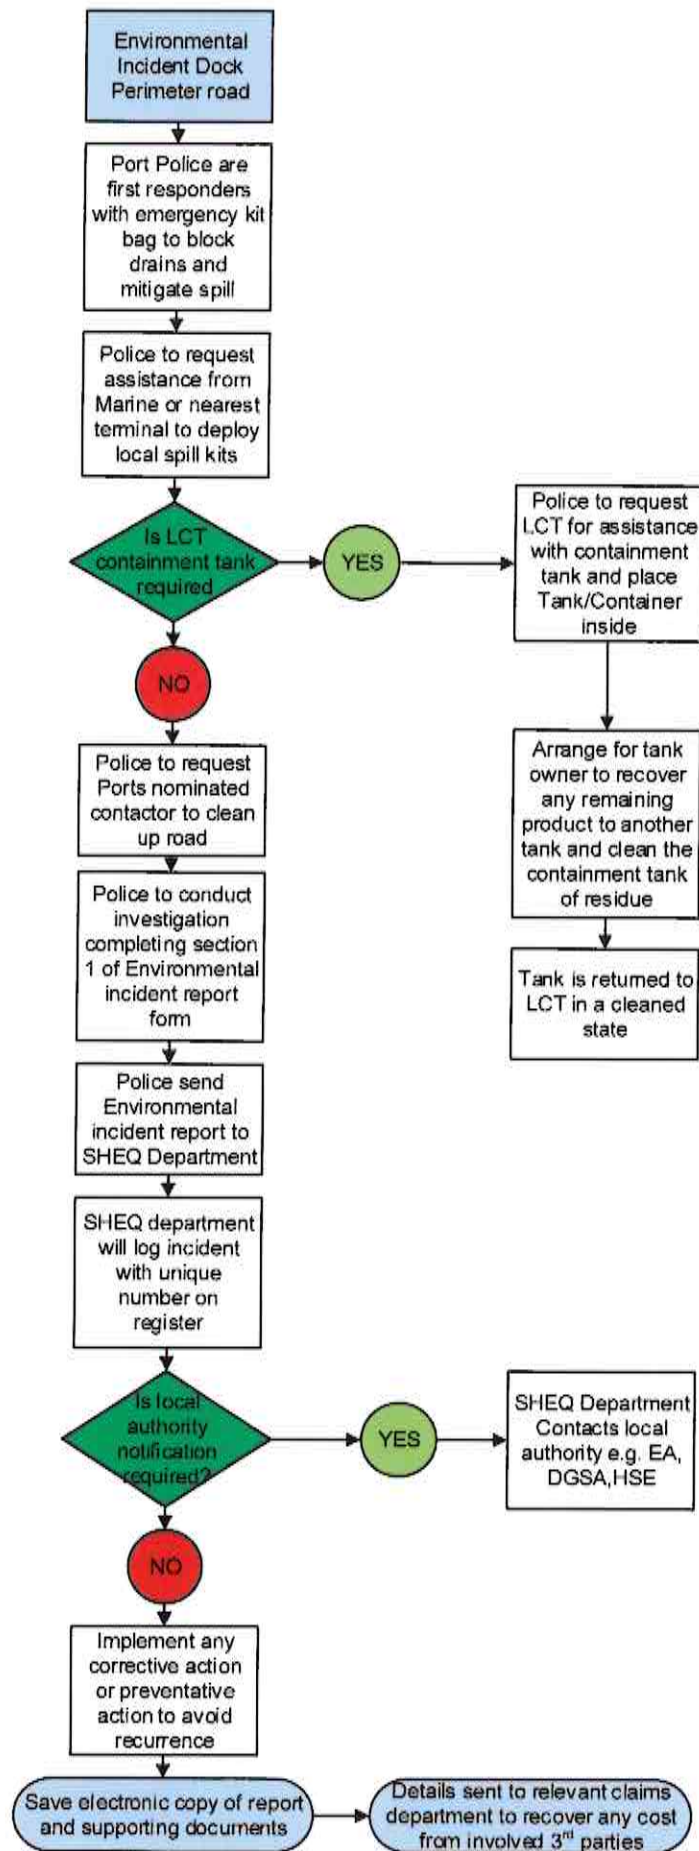 Environmental
Incident Dock
Perimeter road
Port Police are
first responders
with emergency kit
bag to block
drains and
mitigate spill
Police to request
assistance from
Marine or nearest
terminal to deploy
local spill kits
Is LCT
containment tank
required
YES
Police to request
LCT for assistance
with containment
tank and place
Tank/Container
inside
NO
Arrange for tank
owner to recover
any remaining
product to another
tank and clean the
containment tank
of residue
Tank is returned to
LCT in a cleaned
state
Police to request
Ports nominated
contactor to clean
up road
Police to conduct
investigation
completing section
1 of Environmental
incident report
form
Police send
Environmental
incident report to
SHEQ Department
SHEQ department
will log incident
with unique
number on
register
Is local
authority
notification
required?
YES
SHEQ Department
Contacts local
authority e.g. EA,
DGSA,HSE
NO
Implement any
corrective action
or preventative
action to avoid
recurrence
Save electronic copy of report
and supporting documents
Details sent to relevant claims
department to recover any cost
from involved 3rd parties